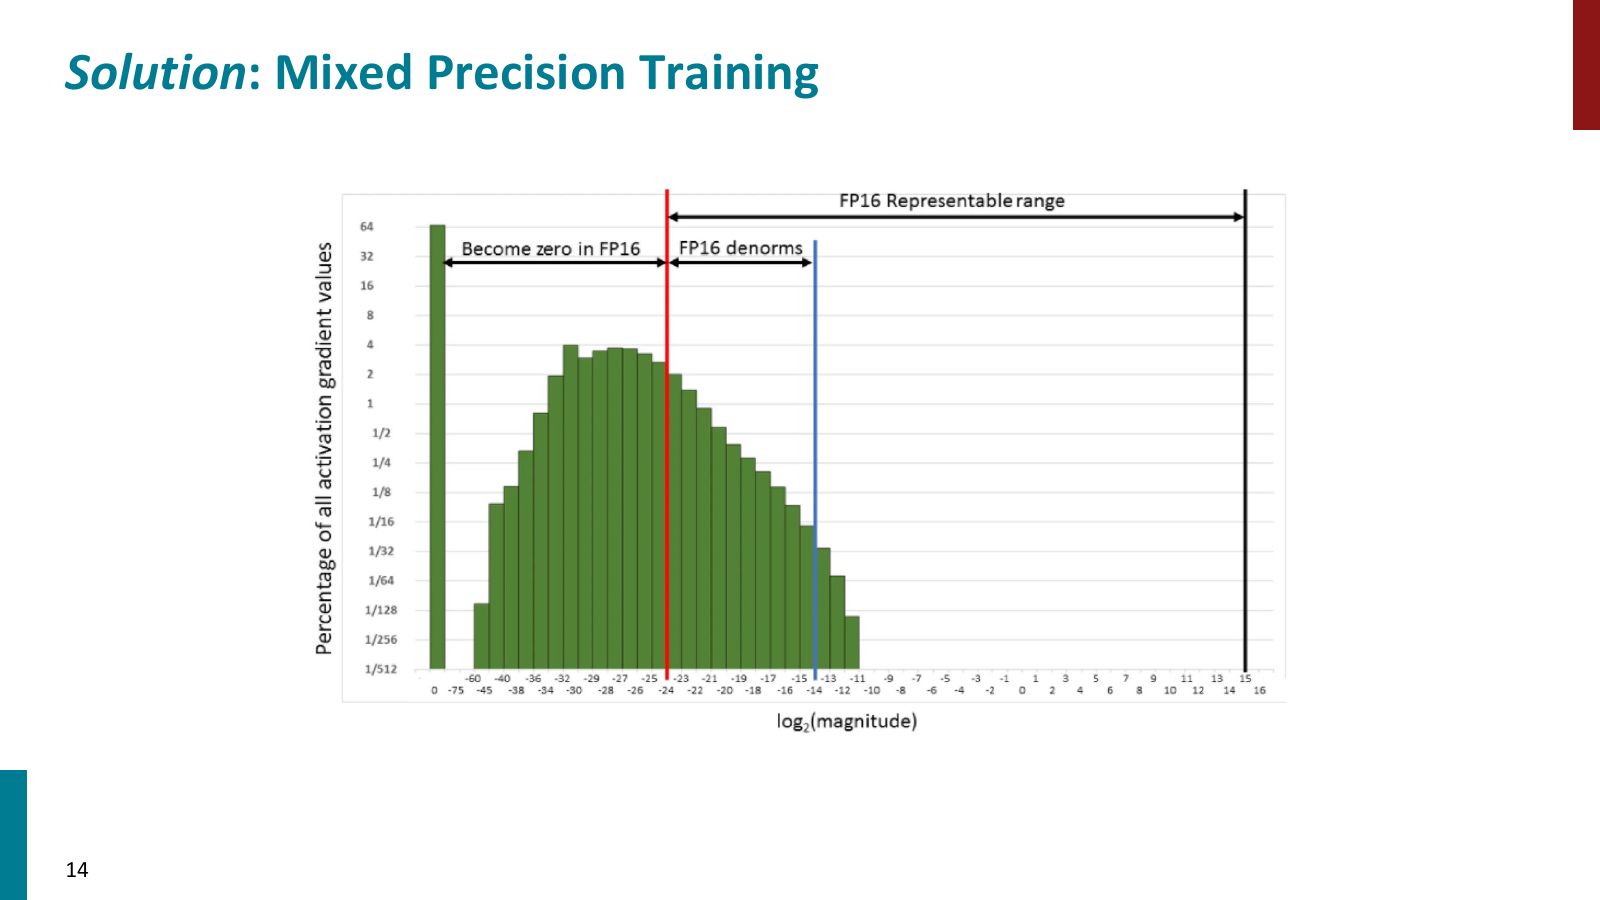 Solution: Mixed Precision Training
FP16 Representable range
Become zero in FP16
FP16 denorms
Percentage of all activation gradient values
64
32
16
8
4
2
1
1/2
1/4
1/8
1/16
1/32
1/64
1/128
1/256
1/512
-60 -40 -36 -32 -29 -27 -25 -23 -21 -19 -17 -15 -13 -11 -9 -7 -5 -3 -1 1 3 5 7 9 11 13 15
0 -75 -45 -38 -34 -30 -28 -26 -24 -22 -20 -18 -16 -14 -12 -10 -8 -6 -4 -2 0 2 4 6 8 10 12 14 16
log2(magnitude)
14